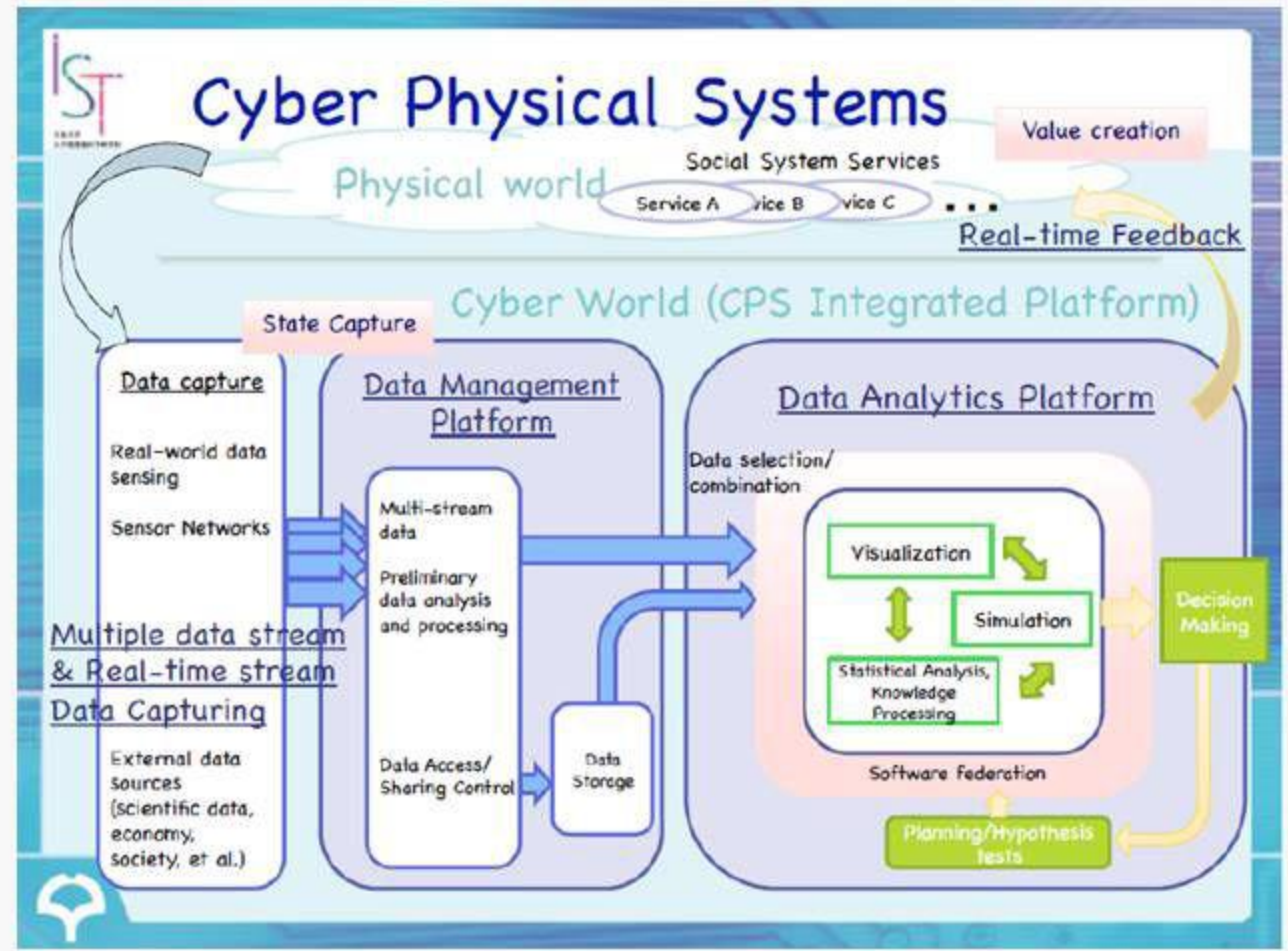 IST
Cyber Physical Systems
Value creation
Physical world
Social System Services
Service A
vice B
vice C
...
Real-time Feedback
Cyber World (CPS Integrated Platform)
State Capture
Data capture
Real-world data
sensing
Sensor Networks
Multiple data stream
& Real-time stream
Data Capturing
External data
sources
(scientific data,
economy,
society, et al.)
Data Management
Platform
Multi-stream
data
Preliminary
data analysis
and processing
Data Access/
Sharing Control
Data
Storage
Data Analytics Platform
Data selection/
combination
Visualization
Simulation
Statistical Analysis,
Knowledge
Processing
Software federation
Decision
Making
Planning/Hypothesis
tests